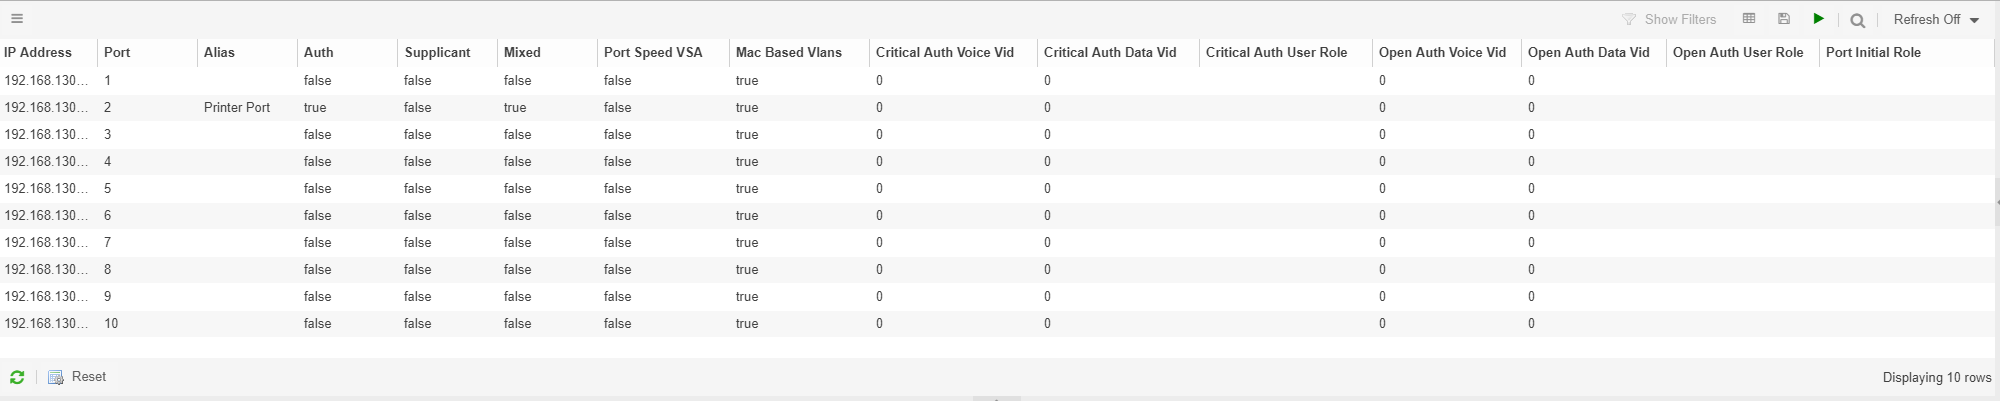 Show Filters Refresh Off
IP Address Port Alias Auth Supplicant Mixed Port Speed VSA Mac Based Vlans Critical Auth Voice Vid Critical Auth Data Vid Critical Auth User Role Open Auth Voice Vid Open Auth Data Vid Open Auth User Role Port Initial Role
192.168.130... 1 false false false false true 0 0 0 0
192.168.130... 2 Printer Port true false true false true 0 0 0 0
192.168.130... 3 false false false false true 0 0 0 0
192.168.130... 4 false false false false true 0 0 0 0
192.168.130... 5 false false false false true 0 0 0 0
192.168.130... 6 false false false false true 0 0 0 0
192.168.130... 7 false false false false true 0 0 0 0
192.168.130... 8 false false false false true 0 0 0 0
192.168.130... 9 false false false false true 0 0 0 0
192.168.130... 10 false false false false true 0 0 0 0
Reset Displaying 10 rows